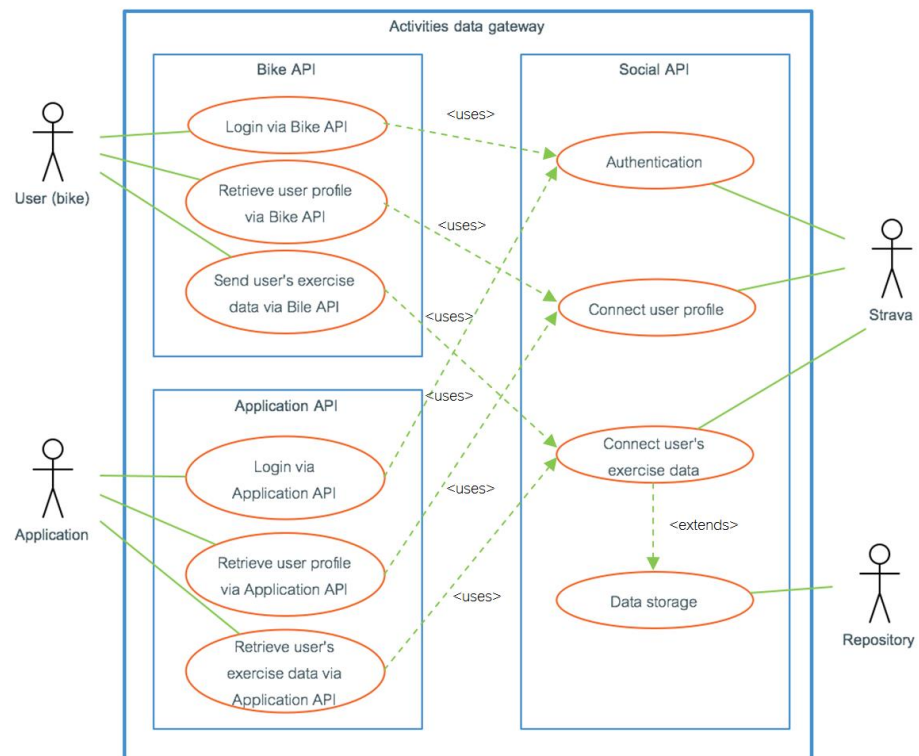 Activities data gateway
Bike API
Social API
Login via Bike API
<uses>
Authentication
User (bike)
Retrieve user profile
via Bike API
<uses>
Send user's exercise
data via Bile API
Connect user profile
Strava
<uses>
<uses>
Application API
Connect user's
exercise data
Login via
Application API
<uses>
Application
<extends>
Retrieve user profile
via Application API
<uses>
Data storage
Repository
Retrieve user's
exercise data via
Application API